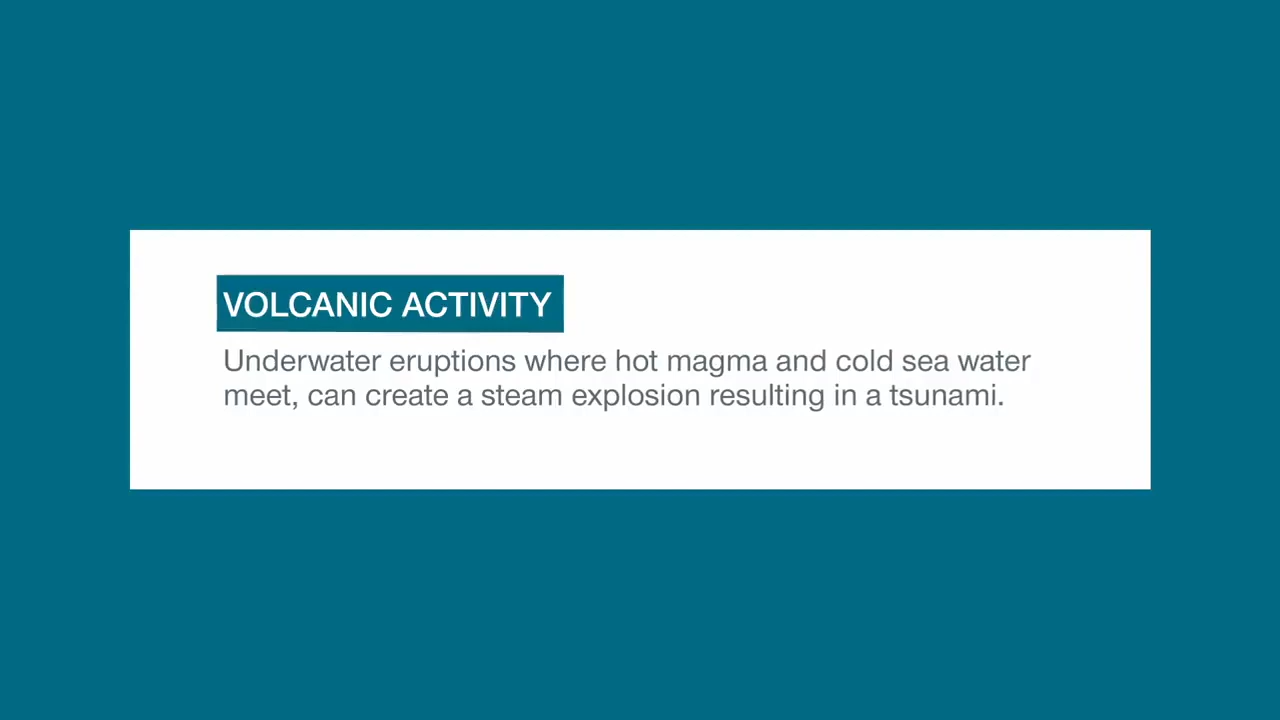 VOLCANIC ACTIVITY
Underwater eruptions where hot magma and cold sea water
meet, can create a steam explosion resulting in a tsunami.